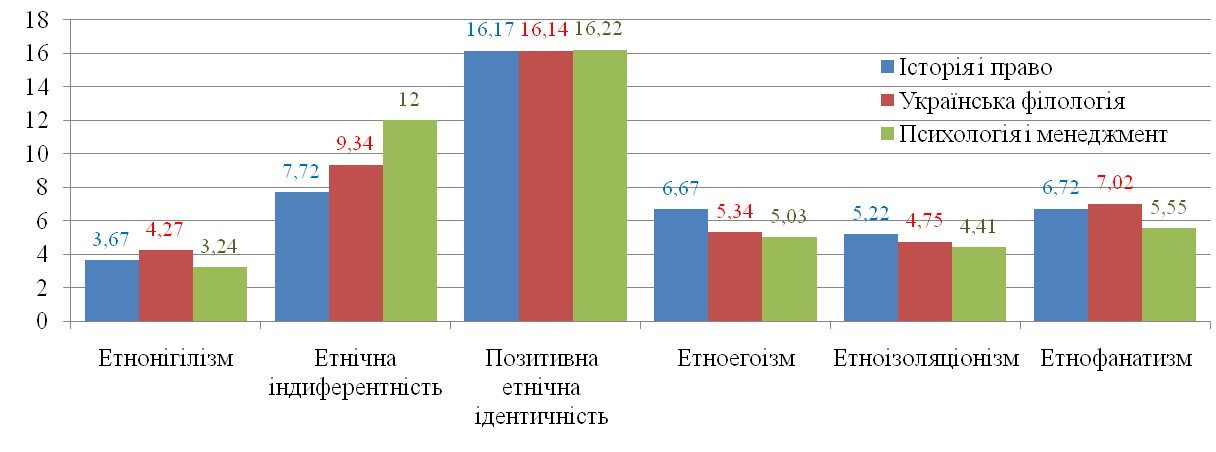 18
16
14
12
10
8
6
4
2
0
3,67
4,27
3,24
7,72
9,34
12
16,17
16,14
16,22
6,67
5,34
5,03
5,22
4,75
4,41
6,72
7,02
5,55
Історія і право
Українська філологія
Психологія і менеджмент
Етнонігілізм
Етнічна
індиферентність
Позитивна
етнічна
ідентичність
Етноегоізм
Етноізоляціонізм
Етнофанатизм